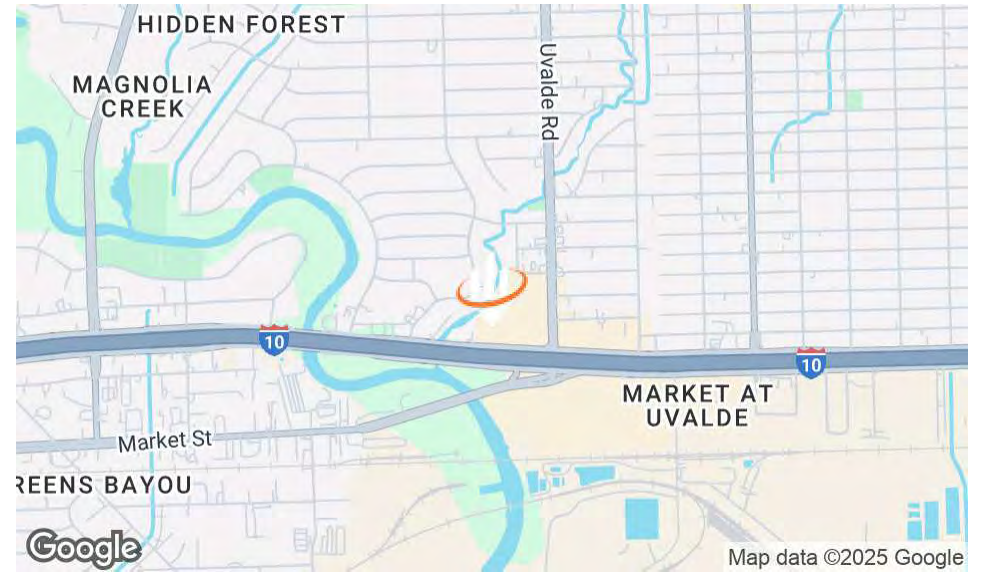 HIDDEN FOREST
MAGNOLIA
CREEK
Uvalde Rd
10
10
MARKET AT
UVALDE
Market St
REENS BAYOU
Google
Map data ©2025 Google